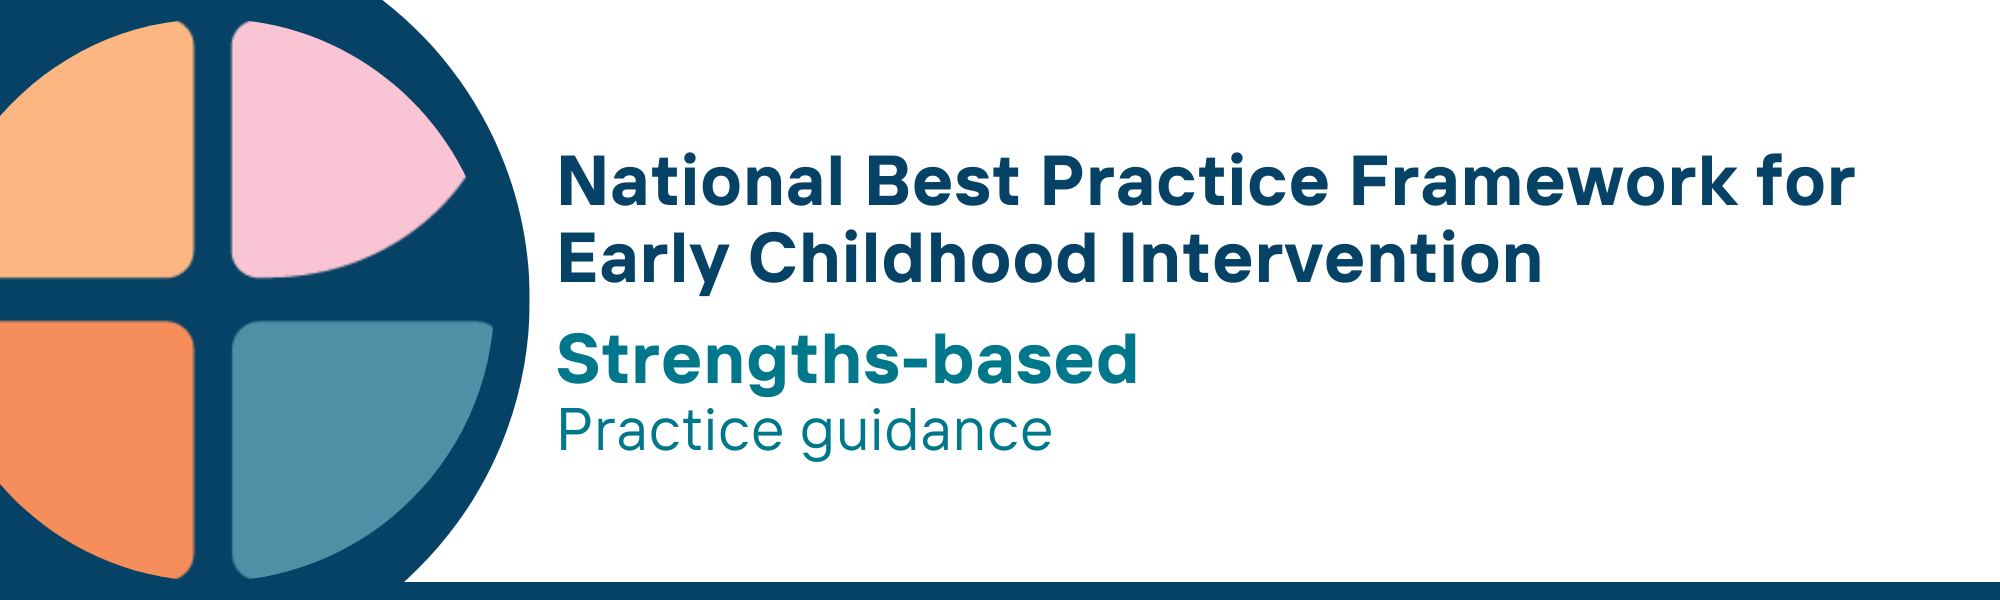 National Best Practice Framework for
Early Childhood Intervention
Strengths-based
Practice guidance